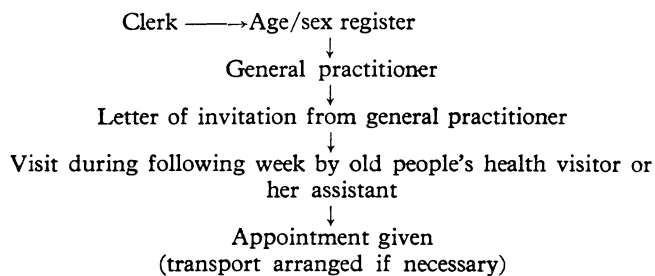 Clerk ⟶ Age/sex register
↓
General practitioner
↓
Letter of invitation from general practitioner
↓
Visit during following week by old people's health visitor or
her assistant
↓
Appointment given
(transport arranged if necessary)